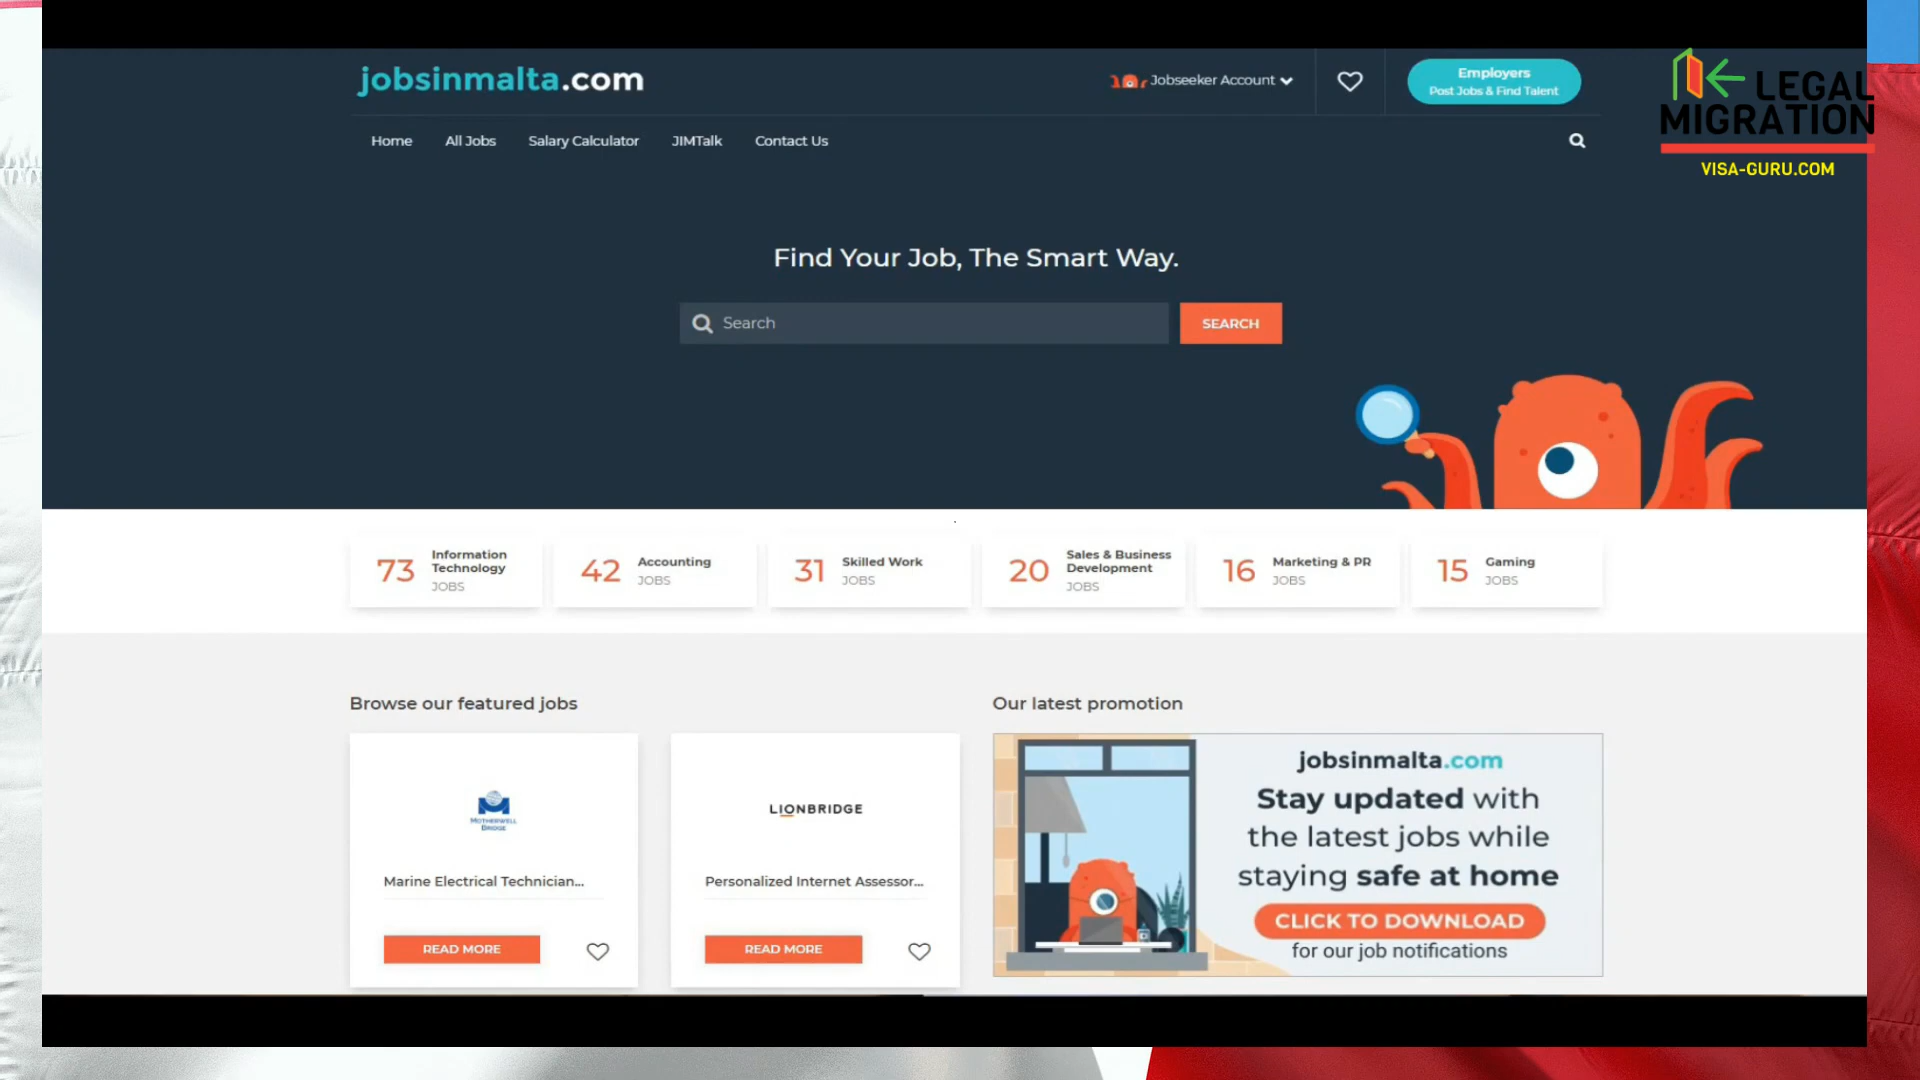 jobsinmalta.com
Jobseeker Account
Employers
Post Jobs & Find Talent
LEGAL
MIGRATION
VISA-GURU.COM
Home
All Jobs
Salary Calculator
JIMTalk
Contact Us
Find Your Job, The Smart Way.
Search
SEARCH
73
Information
Technology
JOBS
42
Accounting
JOBS
31
Skilled Work
JOBS
20
Sales & Business
Development
JOBS
16
Marketing & PR
JOBS
15
Gaming
JOBS
Browse our featured jobs
MOTHERWELL
BRIDGE
Marine Electrical Technician...
READ MORE
LIONBRIDGE
Personalized Internet Assessor...
READ MORE
Our latest promotion
jobsinmalta.com
Stay updated with
the latest jobs while
staying safe at home
CLICK TO DOWNLOAD
for our job notifications